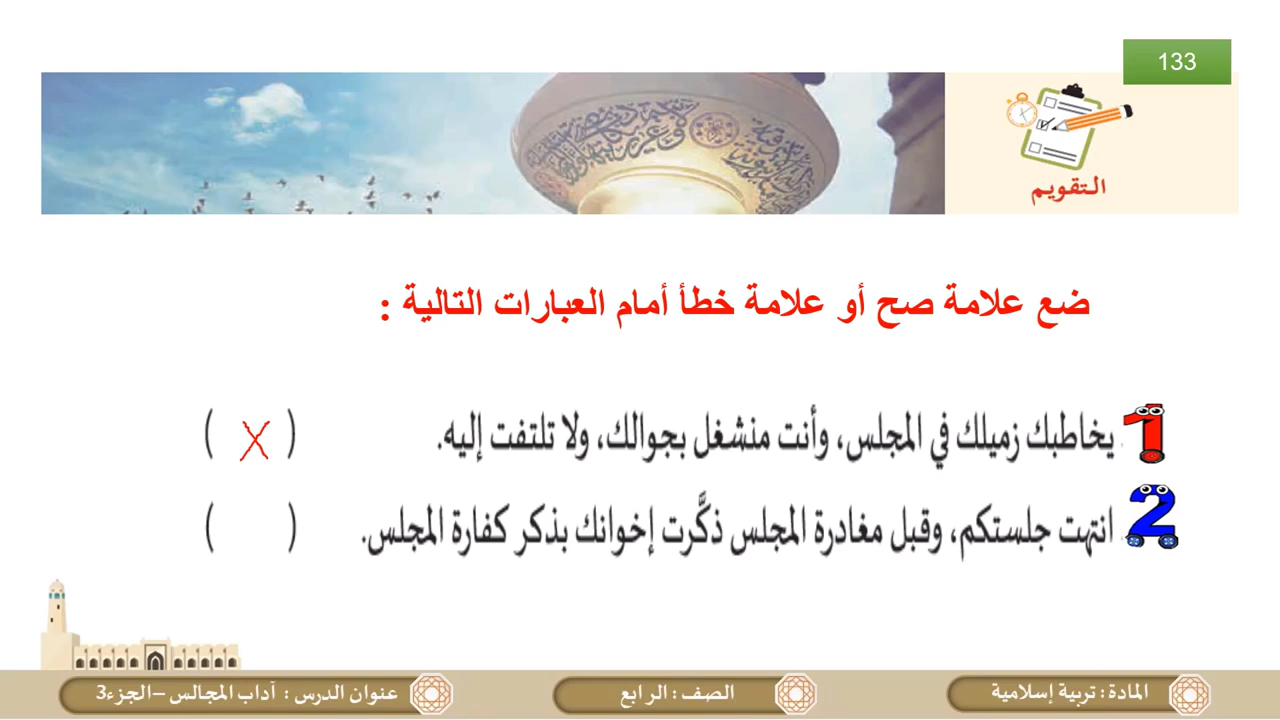 133
التقويم
ضع علامة صح أو علامة خطأ أمام العبارات التالية :
1 يخاطبك زميلك في المجلس، وأنت منشغل بجوالك، ولا تلتفت إليه. ( X )
2 انتهت جلستكم، وقبل مغادرة المجلس ذكَّرت إخوانك بذكر كفارة المجلس. ( )
المادة : تربية إسلامية
الصف : الرابع
عنوان الدرس : آداب المجالس –الجزء3